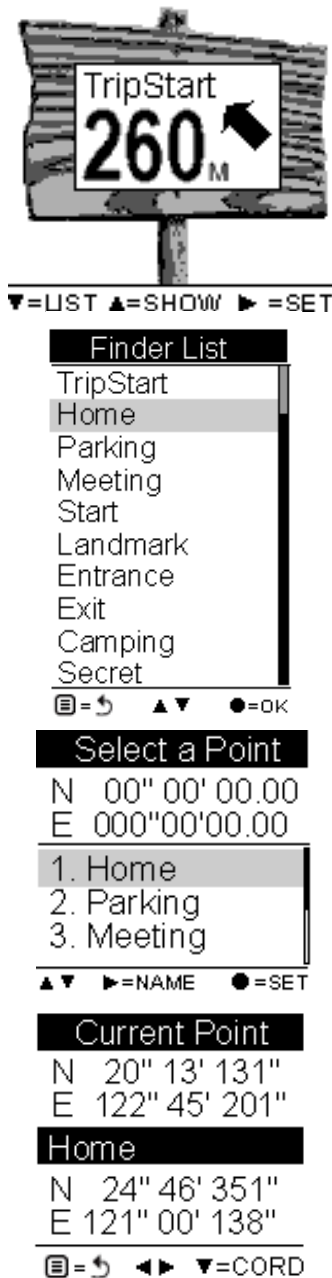 TripStart
260M
▼=LIST ▲=SHOW ▶=SET
Finder List
TripStart
Home
Parking
Meeting
Start
Landmark
Entrance
Exit
Camping
Secret
▲▼ ●=OK
Select a Point
N 00" 00' 00.00
E 000"00'00.00
1. Home
2. Parking
3. Meeting
▲▼ ▶=NAME ●=SET
Current Point
N 20" 13' 131"
E 122" 45' 201"
Home
N 24" 46' 351"
E 121" 00' 138"
◀▶ ▼=CORD